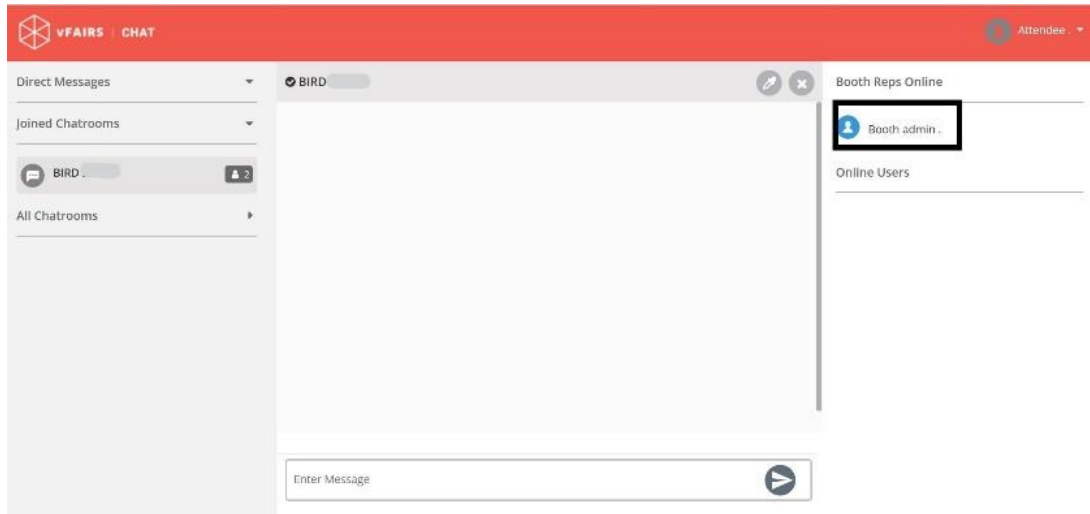 vFAIRS | CHAT
Attendee .
Direct Messages
BIRD
Booth Reps Online
Joined Chatrooms
Booth admin .
BIRD .
2
Online Users
All Chatrooms
Enter Message